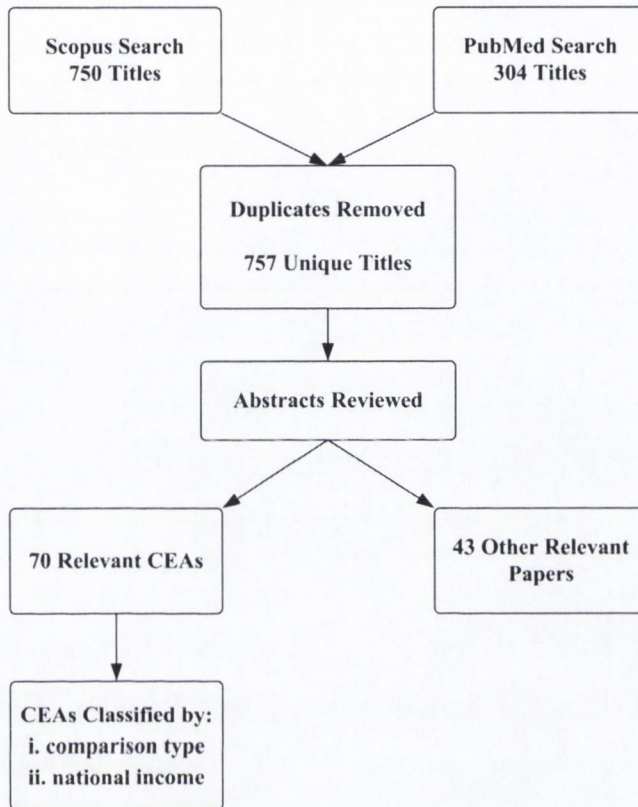 Scopus Search
750 Titles
PubMed Search
304 Titles
Duplicates Removed
757 Unique Titles
Abstracts Reviewed
70 Relevant CEAs
43 Other Relevant
Papers
CEAs Classified by:
i. comparison type
ii. national income